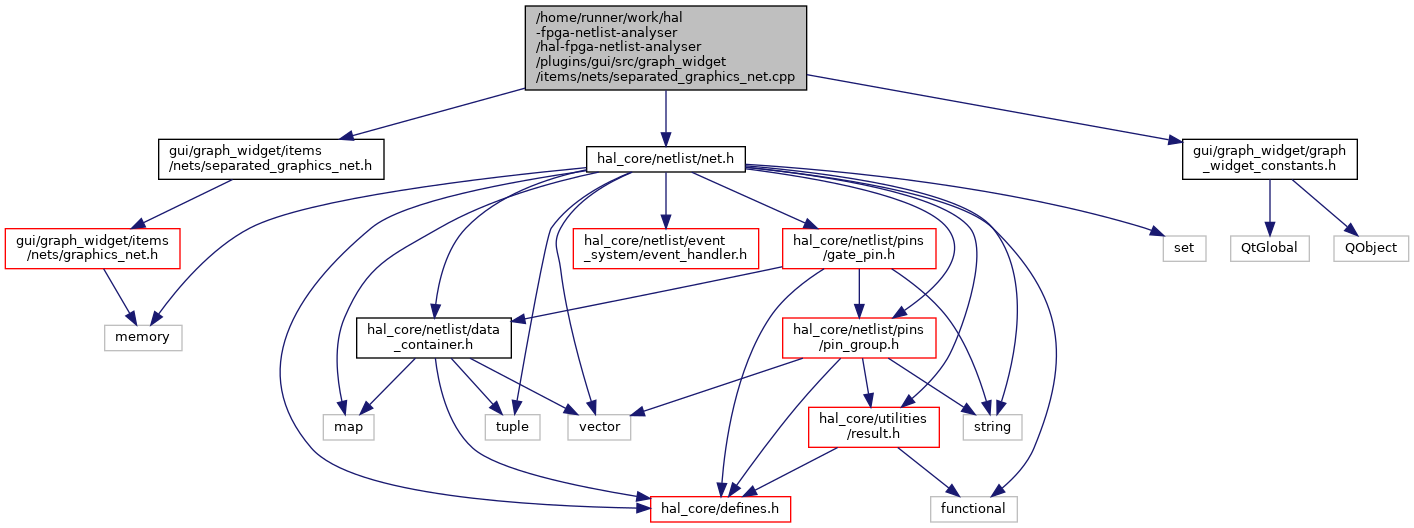 /home/runner/work/hal
-fpga-netlist-analyser
/hal-fpga-netlist-analyser
/plugins/gui/src/graph_widget
/items/nets/separated_graphics_net.cpp
gui/graph_widget/items
/nets/separated_graphics_net.h
hal_core/netlist/net.h
gui/graph_widget/graph
_widget_constants.h
gui/graph_widget/items
/nets/graphics_net.h
hal_core/netlist/event
_system/event_handler.h
hal_core/netlist/pins
/gate_pin.h
set
QtGlobal
QObject
memory
hal_core/netlist/data
_container.h
hal_core/netlist/pins
/pin_group.h
map
tuple
vector
hal_core/utilities
/result.h
string
hal_core/defines.h
functional